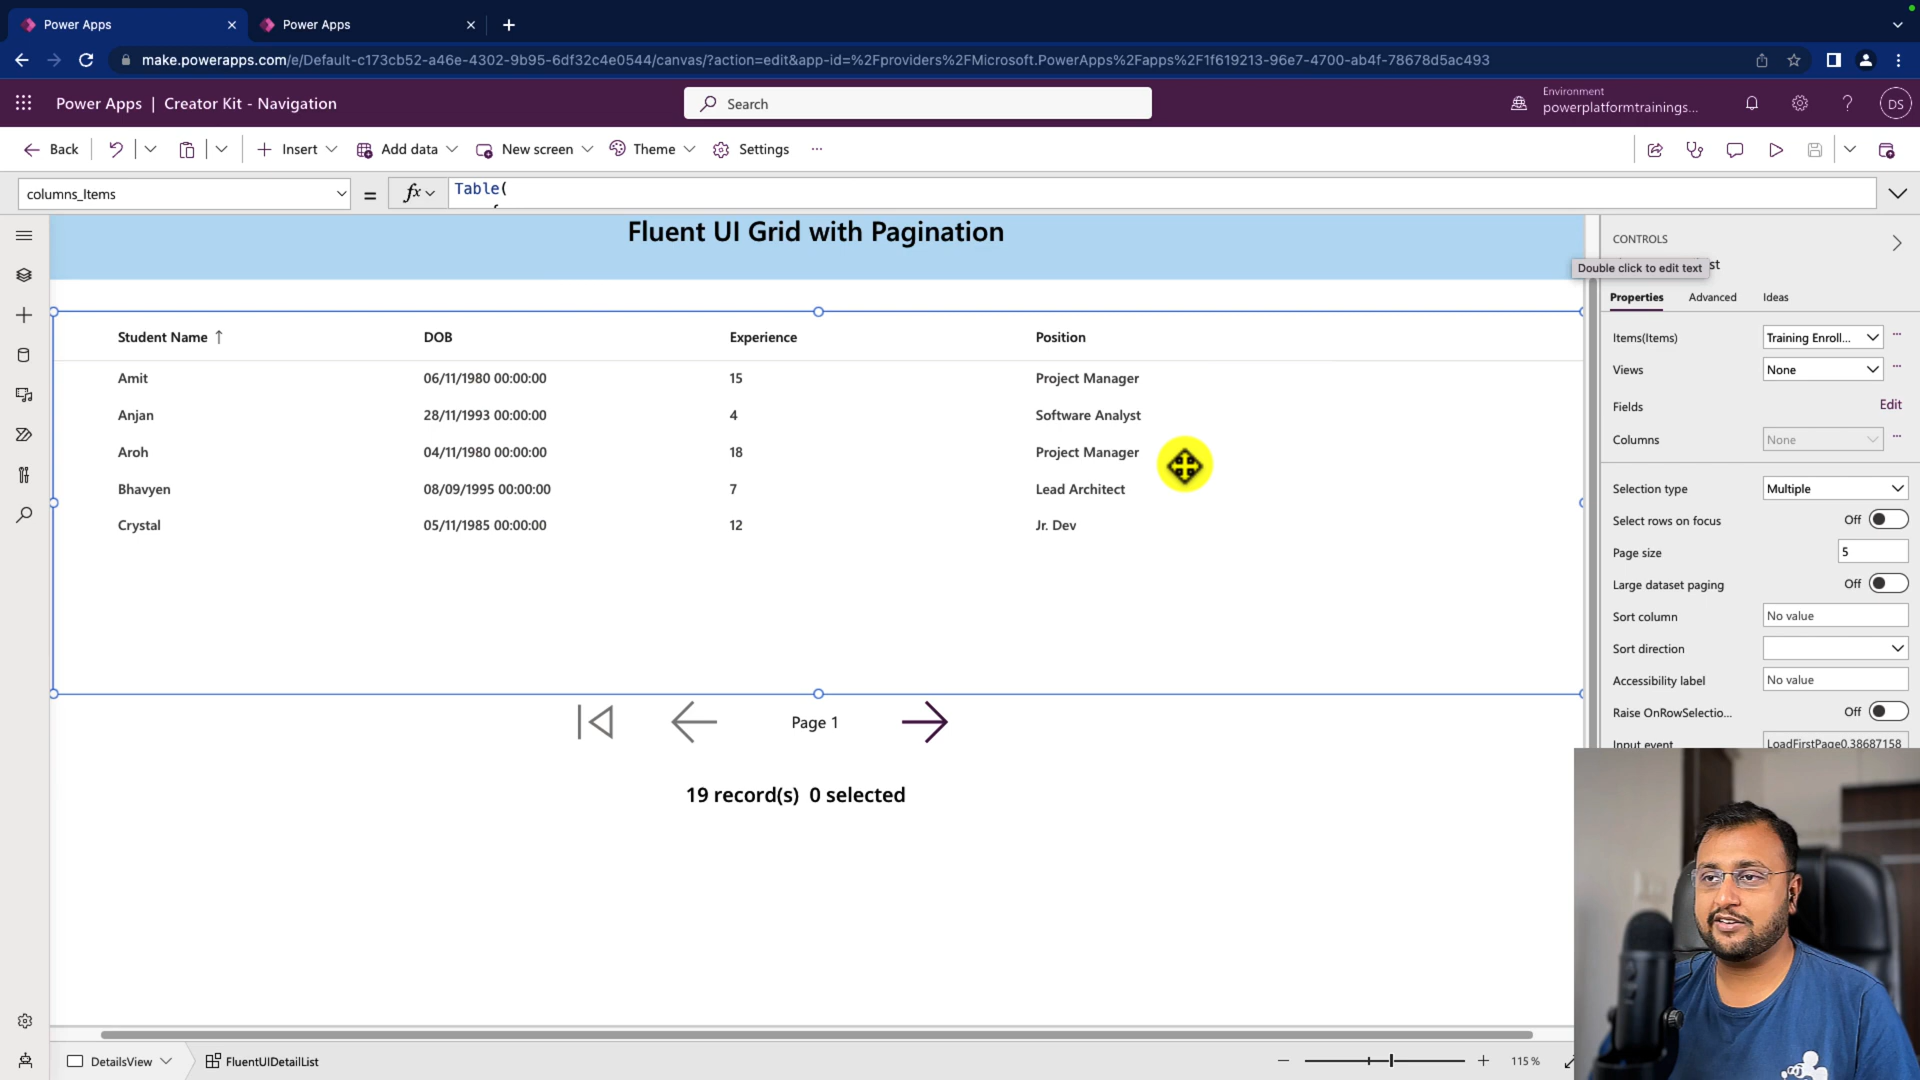 Power Apps
Power Apps
make.powerapps.com/e/Default-c173cb52-a46e-4302-9b95-6df32c4e0544/canvas/?action=edit&app-id=%2Fproviders%2FMicrosoft.PowerApps%2Fapps%2F1f619213-96e7-4700-ab4f-78678d5ac493
Power Apps | Creator Kit - Navigation
Search
Environment
powerplatformtrainings...
DS
Back
Insert
Add data
New screen
Theme
Settings
...
columns_Items
=
fx
Table(
Fluent UI Grid with Pagination
Student Name DOB Experience Position
Amit 06/11/1980 00:00:00 15 Project Manager
Anjan 28/11/1993 00:00:00 4 Software Analyst
Aroh 04/11/1980 00:00:00 18 Project Manager
Bhavyen 08/09/1995 00:00:00 7 Lead Architect
Crystal 05/11/1985 00:00:00 12 Jr. Dev
Page 1
19 record(s) 0 selected
CONTROLS
Double click to edit text
Properties Advanced Ideas
Items(Items) Training Enroll...
Views None
Fields Edit
Columns None
Selection type Multiple
Select rows on focus Off
Page size 5
Large dataset paging Off
Sort column No value
Sort direction
Accessibility label No value
Raise OnRowSelectio... Off
Input event LoadFirstPage0.38687158
DetailsView
FluentUIDetailList
115 %